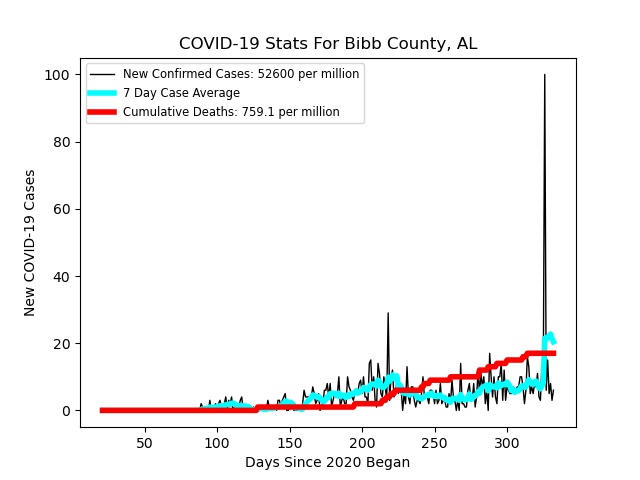 COVID-19 Stats For Bibb County, AL
New Confirmed Cases: 52600 per million
7 Day Case Average
Cumulative Deaths: 759.1 per million
New COVID-19 Cases
100
80
60
40
20
0
50
100
150
200
250
300
Days Since 2020 Began